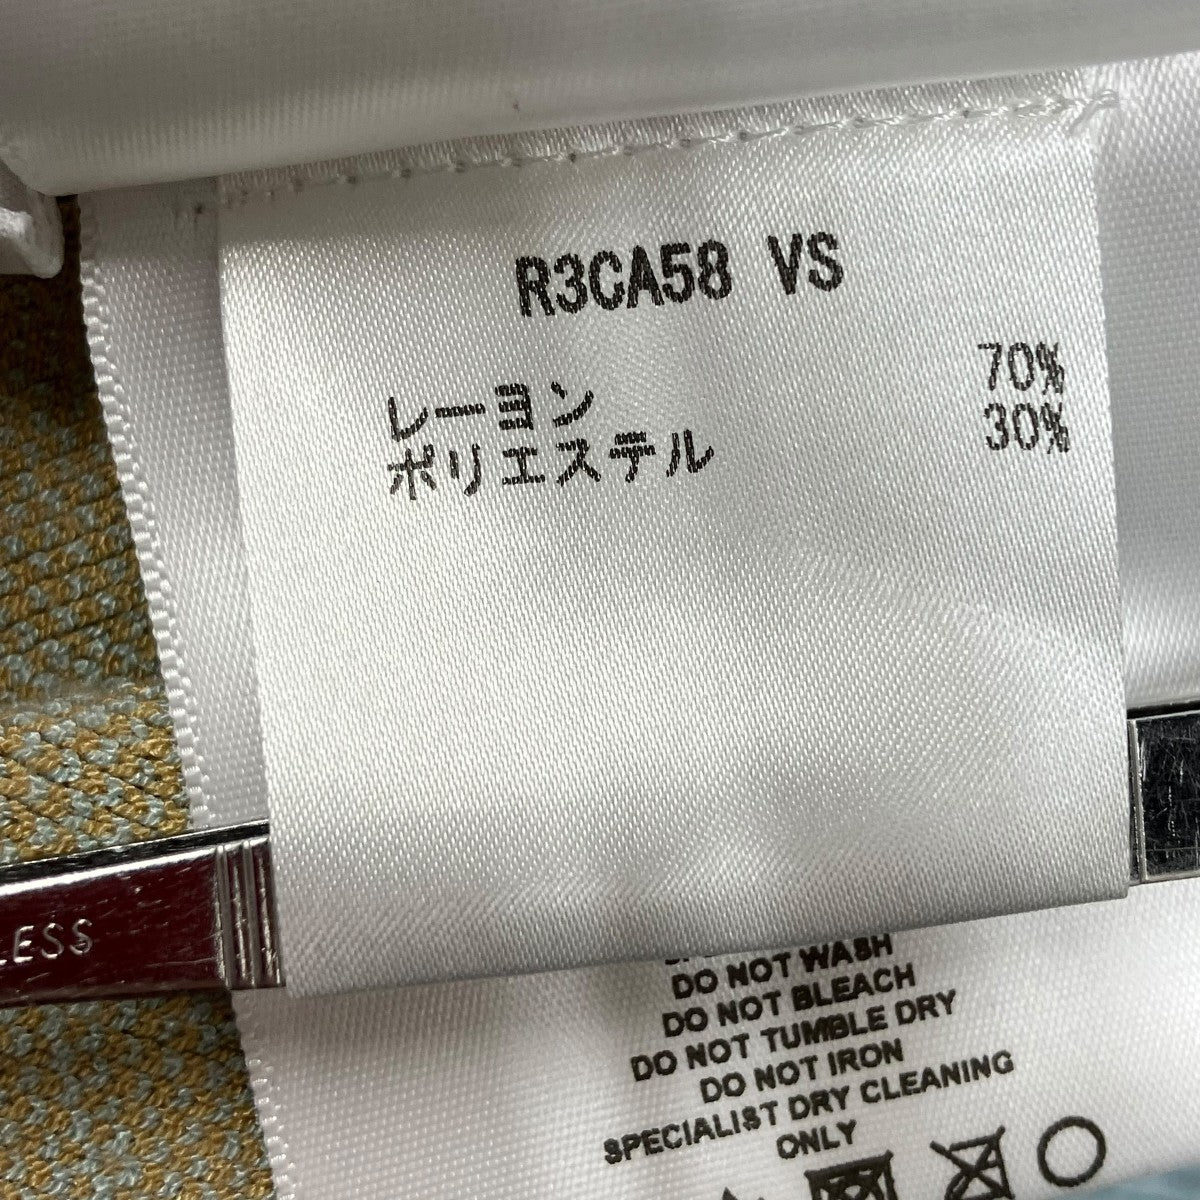 R3CA58 VS
レーヨン 70%
ポリエステル 30%
LESS
DO NOT WASH
DO NOT BLEACH
DO NOT TUMBLE DRY
DO NOT IRON
SPECIALIST DRY CLEANING
ONLY